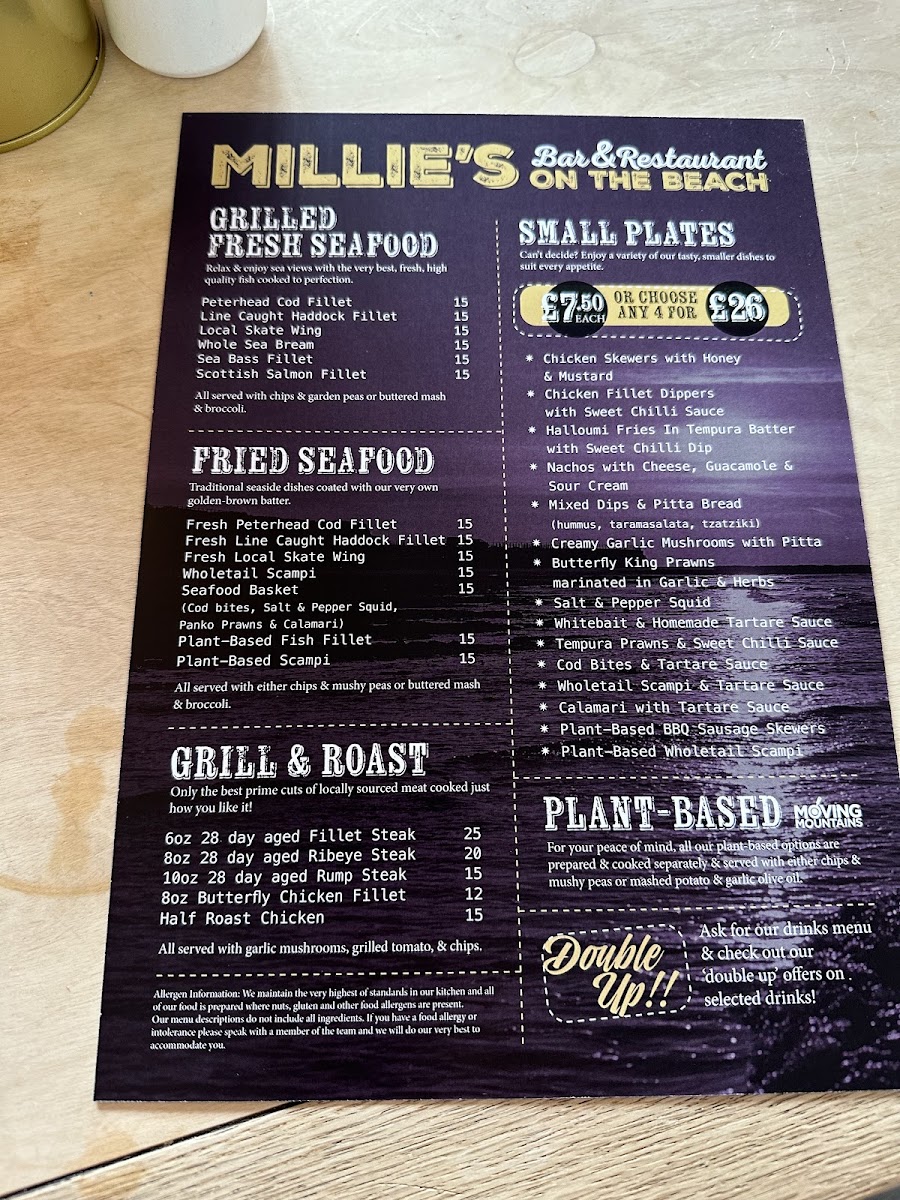 MILLIE'S Bar & Restaurant
ON THE BEACH
GRILLED
FRESH SEAFOOD
Relax & enjoy sea views with the very best, fresh, high
quality fish cooked to perfection.
Peterhead Cod Fillet 15
Line Caught Haddock Fillet 15
Local Skate Wing 15
Whole Sea Bream 15
Sea Bass Fillet 15
Scottish Salmon Fillet 15
All served with chips & garden peas or buttered mash
& broccoli.
FRIED SEAFOOD
Traditional seaside dishes coated with our very own
golden-brown batter.
Fresh Peterhead Cod Fillet 15
Fresh Line Caught Haddock Fillet 15
Fresh Local Skate Wing 15
Wholetail Scampi 15
Seafood Basket 15
(Cod bites, Salt & Pepper Squid,
Panko Prawns & Calamari)
Plant-Based Fish Fillet 15
Plant-Based Scampi 15
All served with either chips & mushy peas or buttered mash
& broccoli.
GRILL & ROAST
Only the best prime cuts of locally sourced meat cooked just
how you like it!
6oz 28 day aged Fillet Steak 25
8oz 28 day aged Ribeye Steak 20
10oz 28 day aged Rump Steak 15
8oz Butterfly Chicken Fillet 12
Half Roast Chicken 15
All served with garlic mushrooms, grilled tomato, & chips.
Allergen Information: We maintain the very highest of standards in our kitchen and all
of our food is prepared where nuts, gluten and other food allergens are present.
Our menu descriptions do not include all ingredients. If you have a food allergy or
intolerance please speak with a member of the team and we will do our very best to
accommodate you.
SMALL PLATES
Can't decide? Enjoy a variety of our tasty, smaller dishes to
suit every appetite.
£7.50 EACH OR CHOOSE ANY 4 FOR £26
* Chicken Skewers with Honey
& Mustard
* Chicken Fillet Dippers
with Sweet Chilli Sauce
* Halloumi Fries In Tempura Batter
with Sweet Chilli Dip
* Nachos with Cheese, Guacamole &
Sour Cream
* Mixed Dips & Pitta Bread
(hummus, taramasalata, tzatziki)
* Creamy Garlic Mushrooms with Pitta
* Butterfly King Prawns
marinated in Garlic & Herbs
* Salt & Pepper Squid
* Whitebait & Homemade Tartare Sauce
* Tempura Prawns & Sweet Chilli Sauce
* Cod Bites & Tartare Sauce
* Wholetail Scampi & Tartare Sauce
* Calamari with Tartare Sauce
* Plant-Based BBQ Sausage Skewers
* Plant-Based Wholetail Scampi
PLANT-BASED MOVING MOUNTAINS
For your peace of mind, all our plant-based options are
prepared & cooked separately & served with either chips &
mushy peas or mashed potato & garlic olive oil.
Double Up!!
Ask for our drinks menu
& check out our
'double up' offers on
selected drinks!